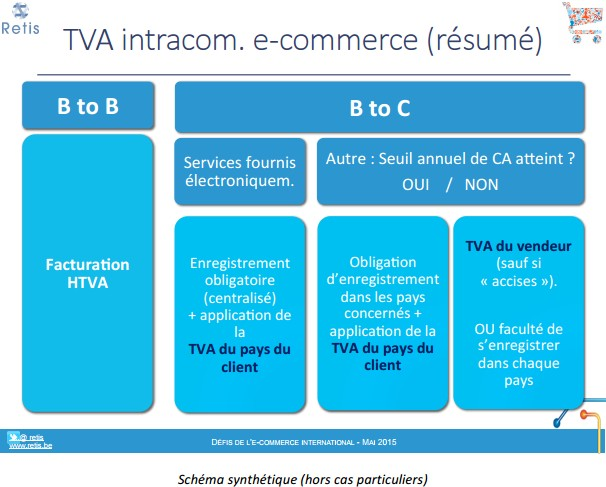 Retis
TVA intracom. e-commerce (résumé)
B to B
B to C
Services fournis
électroniquem.
Autre : Seuil annuel de CA atteint ?
OUI / NON
Facturation
HTVA
Enregistrement
obligatoire
(centralisé)
+ application de
la
TVA du pays du
client
Obligation
d’enregistrement
dans les pays
concernés +
application de la
TVA du pays du
client
TVA du vendeur
(sauf si
« accises »).
OU faculté de
s’enregistrer
dans chaque
pays
@ retis
www.retis.be
DÉFIS DE L’E-COMMERCE INTERNATIONAL - MAI 2015
Schéma synthétique (hors cas particuliers)